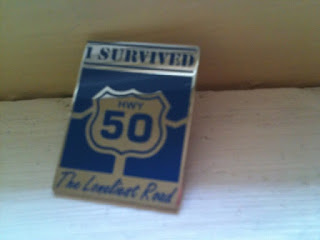 I SURVIVED
HWY
50
The Loneliest Road